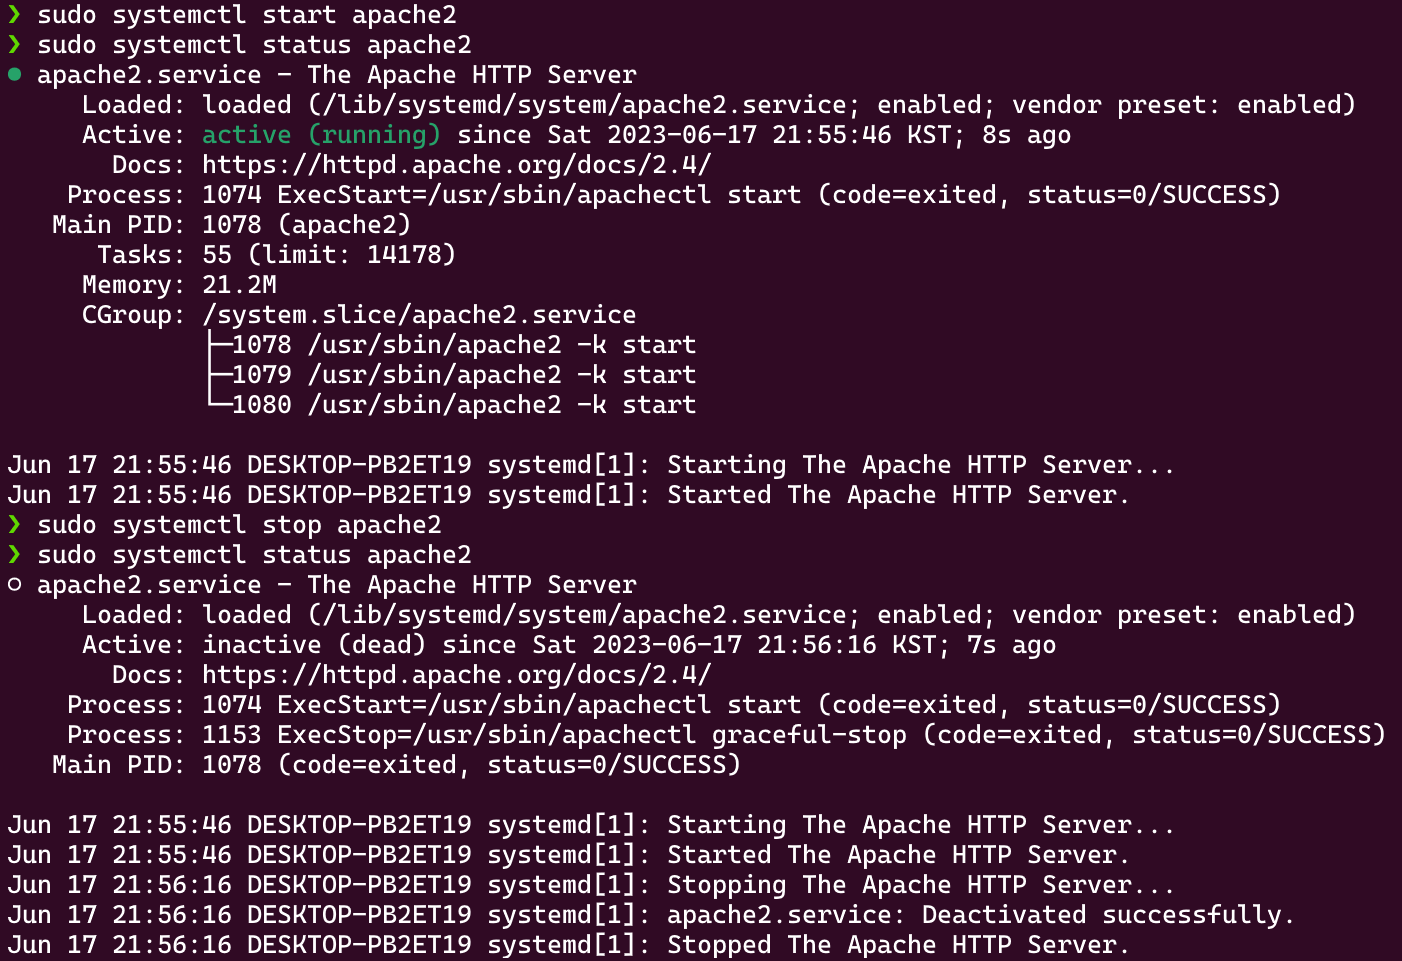 ❯ sudo systemctl start apache2
❯ sudo systemctl status apache2
● apache2.service - The Apache HTTP Server
     Loaded: loaded (/lib/systemd/system/apache2.service; enabled; vendor preset: enabled)
     Active: active (running) since Sat 2023-06-17 21:55:46 KST; 8s ago
       Docs: https://httpd.apache.org/docs/2.4/
    Process: 1074 ExecStart=/usr/sbin/apachectl start (code=exited, status=0/SUCCESS)
   Main PID: 1078 (apache2)
      Tasks: 55 (limit: 14178)
     Memory: 21.2M
     CGroup: /system.slice/apache2.service
             ├─1078 /usr/sbin/apache2 -k start
             ├─1079 /usr/sbin/apache2 -k start
             └─1080 /usr/sbin/apache2 -k start

Jun 17 21:55:46 DESKTOP-PB2ET19 systemd[1]: Starting The Apache HTTP Server...
Jun 17 21:55:46 DESKTOP-PB2ET19 systemd[1]: Started The Apache HTTP Server.
❯ sudo systemctl stop apache2
❯ sudo systemctl status apache2
○ apache2.service - The Apache HTTP Server
     Loaded: loaded (/lib/systemd/system/apache2.service; enabled; vendor preset: enabled)
     Active: inactive (dead) since Sat 2023-06-17 21:56:16 KST; 7s ago
       Docs: https://httpd.apache.org/docs/2.4/
    Process: 1074 ExecStart=/usr/sbin/apachectl start (code=exited, status=0/SUCCESS)
    Process: 1153 ExecStop=/usr/sbin/apachectl graceful-stop (code=exited, status=0/SUCCESS)
   Main PID: 1078 (code=exited, status=0/SUCCESS)

Jun 17 21:55:46 DESKTOP-PB2ET19 systemd[1]: Starting The Apache HTTP Server...
Jun 17 21:55:46 DESKTOP-PB2ET19 systemd[1]: Started The Apache HTTP Server.
Jun 17 21:56:16 DESKTOP-PB2ET19 systemd[1]: Stopping The Apache HTTP Server...
Jun 17 21:56:16 DESKTOP-PB2ET19 systemd[1]: apache2.service: Deactivated successfully.
Jun 17 21:56:16 DESKTOP-PB2ET19 systemd[1]: Stopped The Apache HTTP Server.